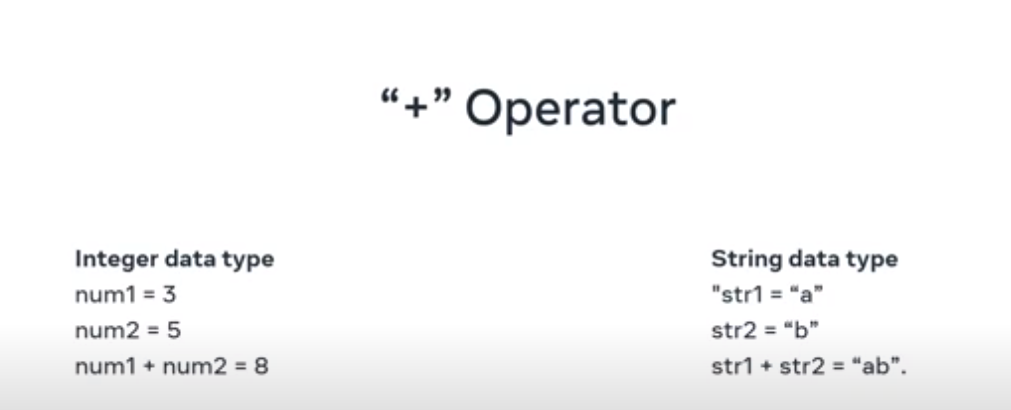 “+” Operator
Integer data type
num1 = 3
num2 = 5
num1 + num2 = 8
String data type
"str1 = “a”
str2 = “b”
str1 + str2 = “ab”.